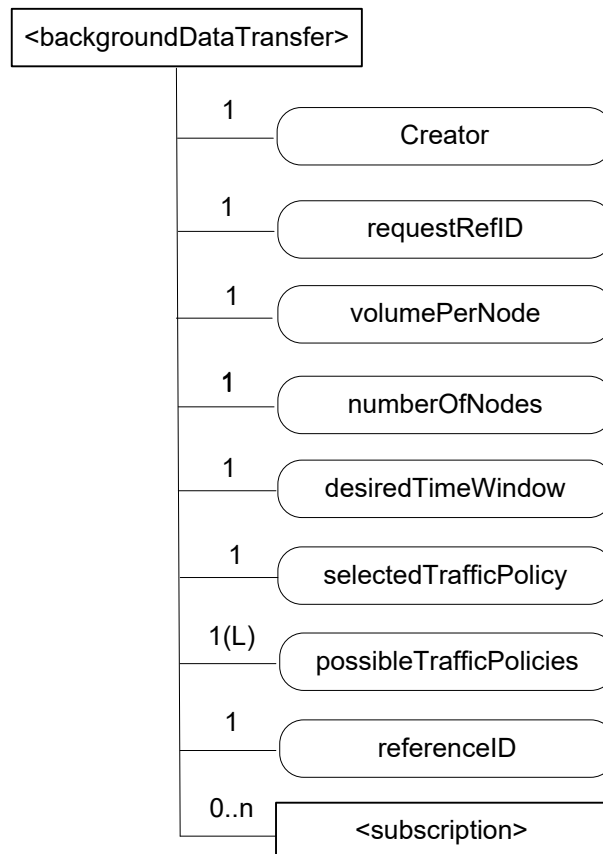 <backgroundDataTransfer>
1
Creator
1
requestRefID
1
volumePerNode
1
numberOfNodes
1
desiredTimeWindow
1
selectedTrafficPolicy
1(L)
possibleTrafficPolicies
1
referenceID
0..n
<subscription>